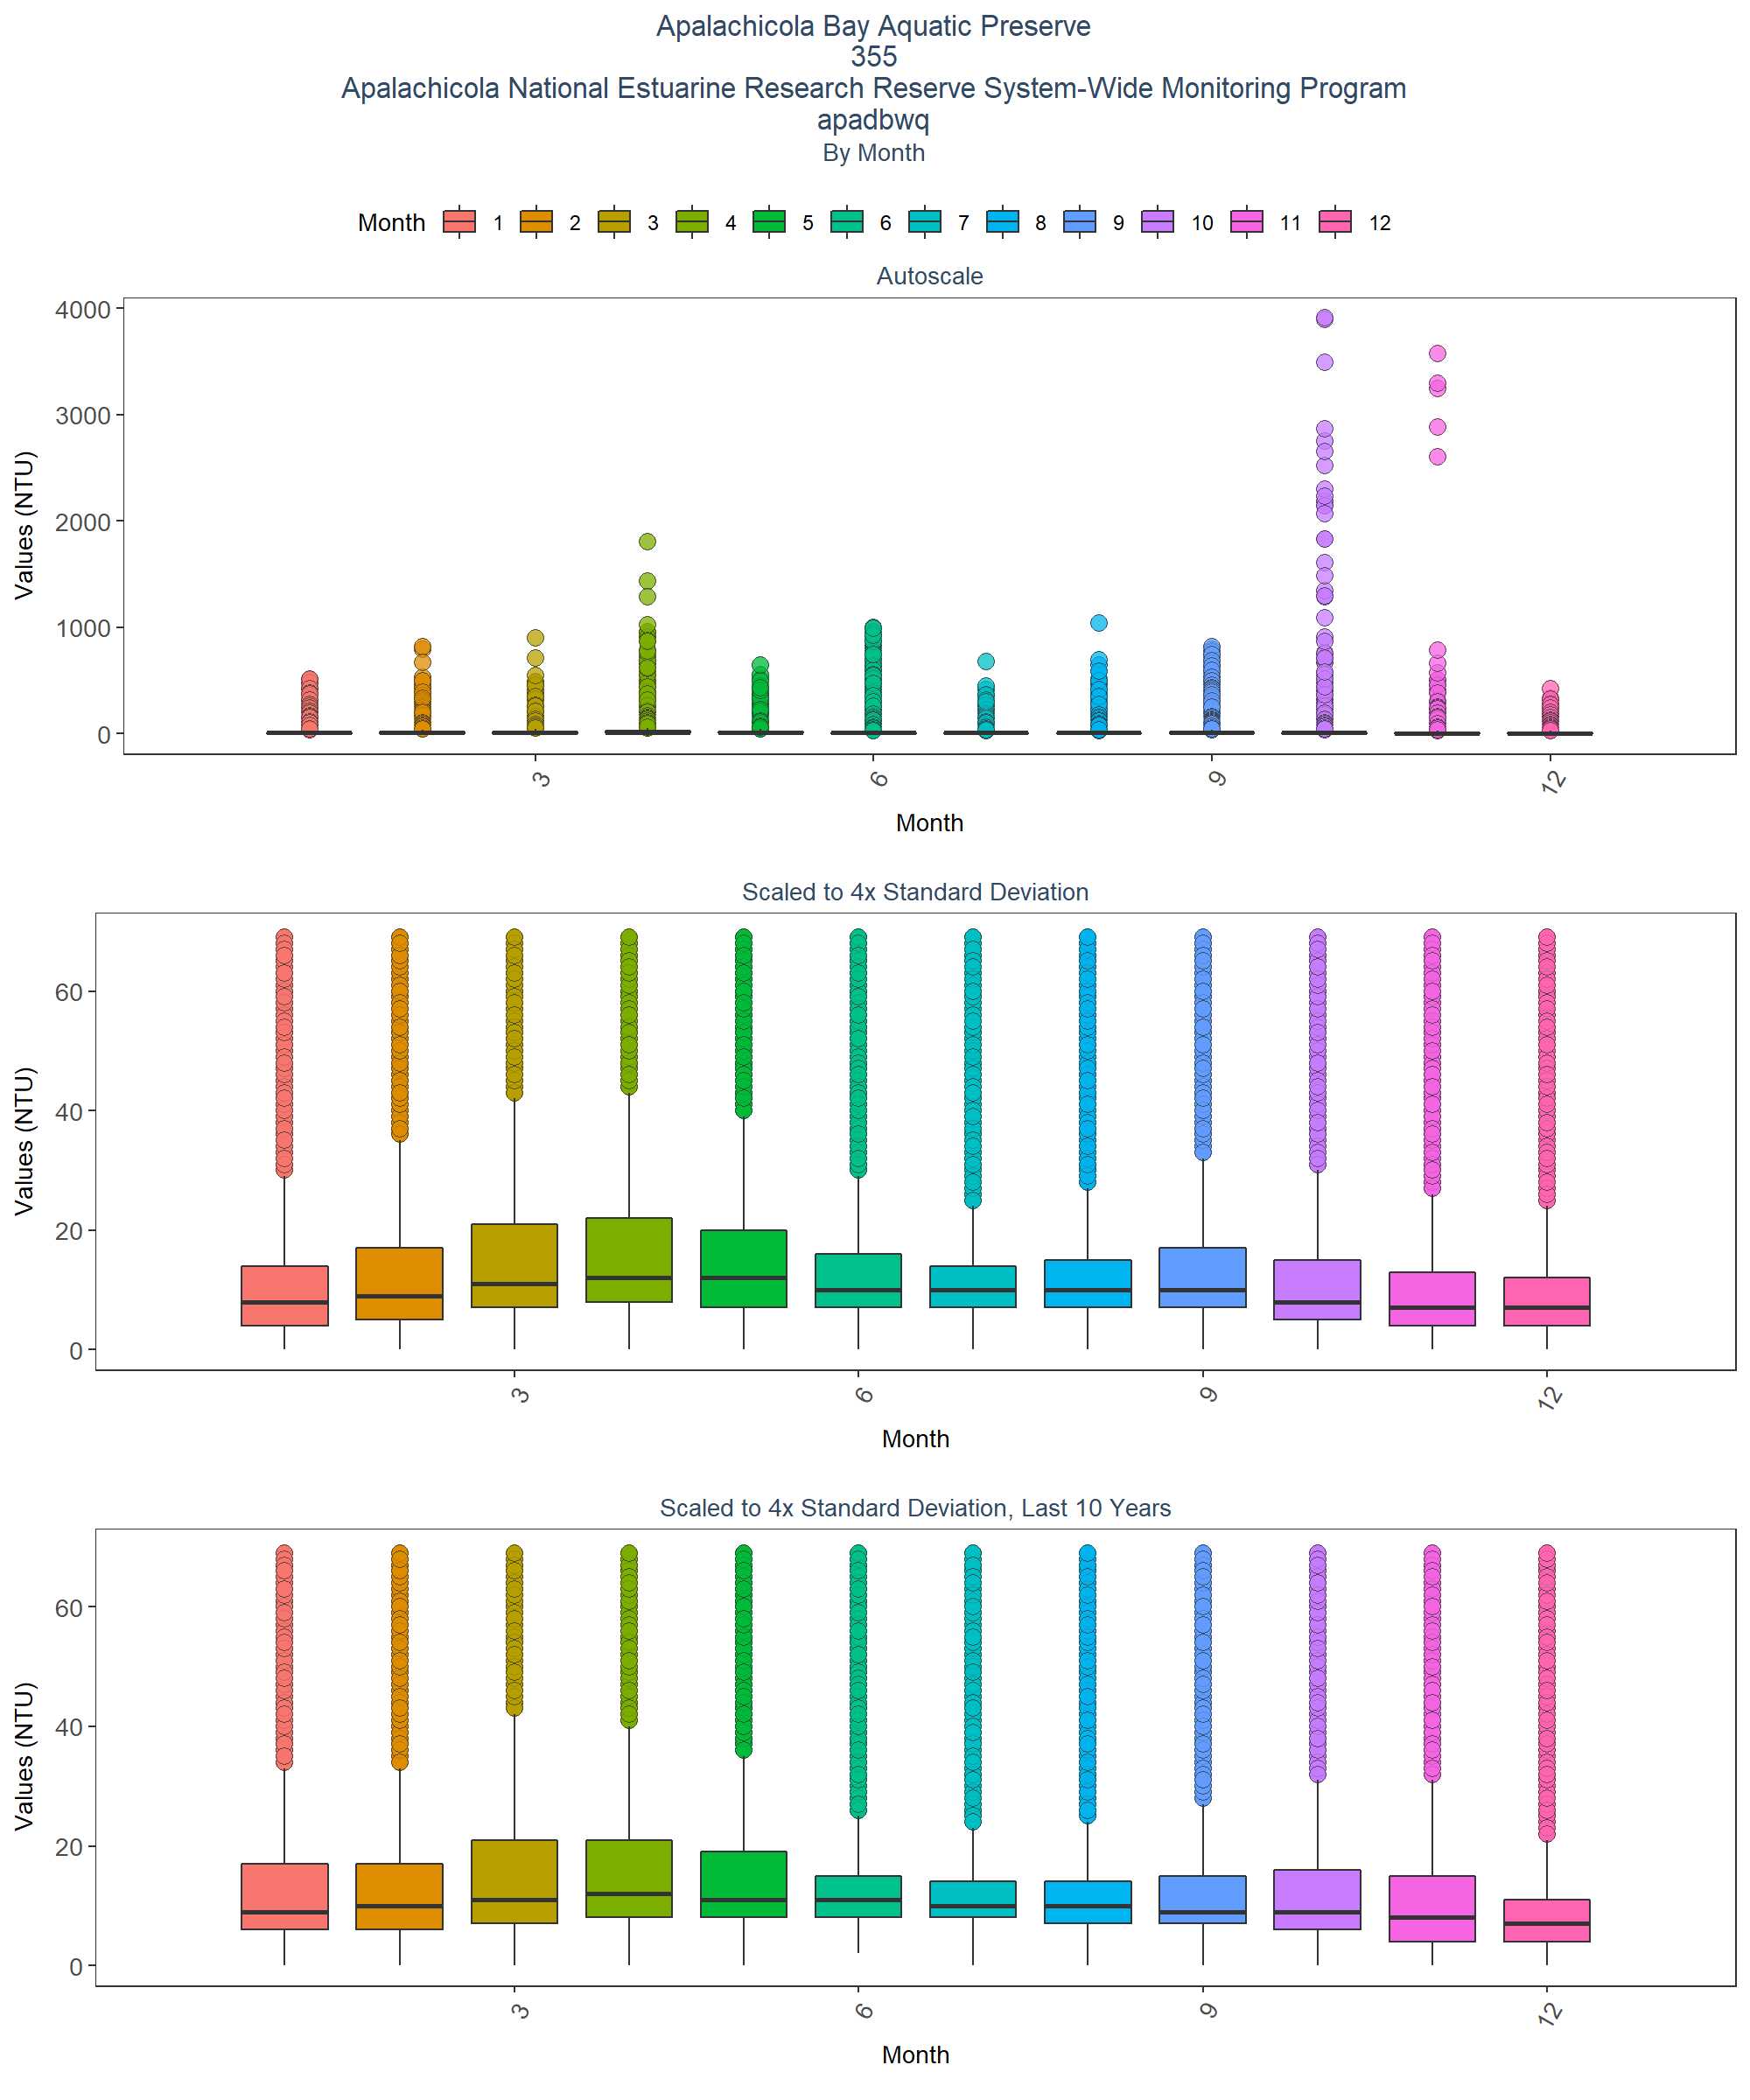 Apalachicola Bay Aquatic Preserve
355
Apalachicola National Estuarine Research Reserve System-Wide Monitoring Program
apadbwq
By Month
Month 1 2 3 4 5 6 7 8 9 10 11 12
Autoscale
Values (NTU)
4000
3000
2000
1000
0
3 6 9 12
Month
Scaled to 4x Standard Deviation
Values (NTU)
60
40
20
0
3 6 9 12
Month
Scaled to 4x Standard Deviation, Last 10 Years
Values (NTU)
60
40
20
0
3 6 9 12
Month